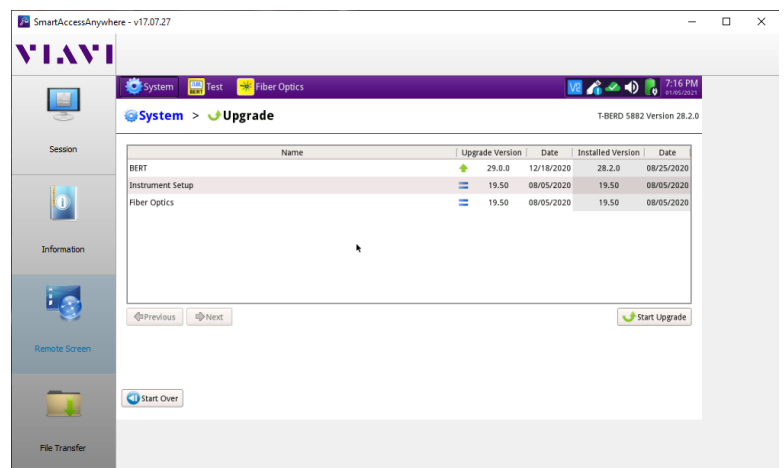 SmartAccessAnywhere - v17.07.27
VIAVI
System Test Fiber Optics V2 7:16 PM
01/05/2021
System > Upgrade T-BERD 5882 Version 28.2.0
Session
Name Upgrade Version Date Installed Version Date
BERT 29.0.0 12/18/2020 28.2.0 08/25/2020
Instrument Setup 19.50 08/05/2020 19.50 08/05/2020
Fiber Optics 19.50 08/05/2020 19.50 08/05/2020
Information
Previous Next Start Upgrade
Remote Screen
Start Over
File Transfer